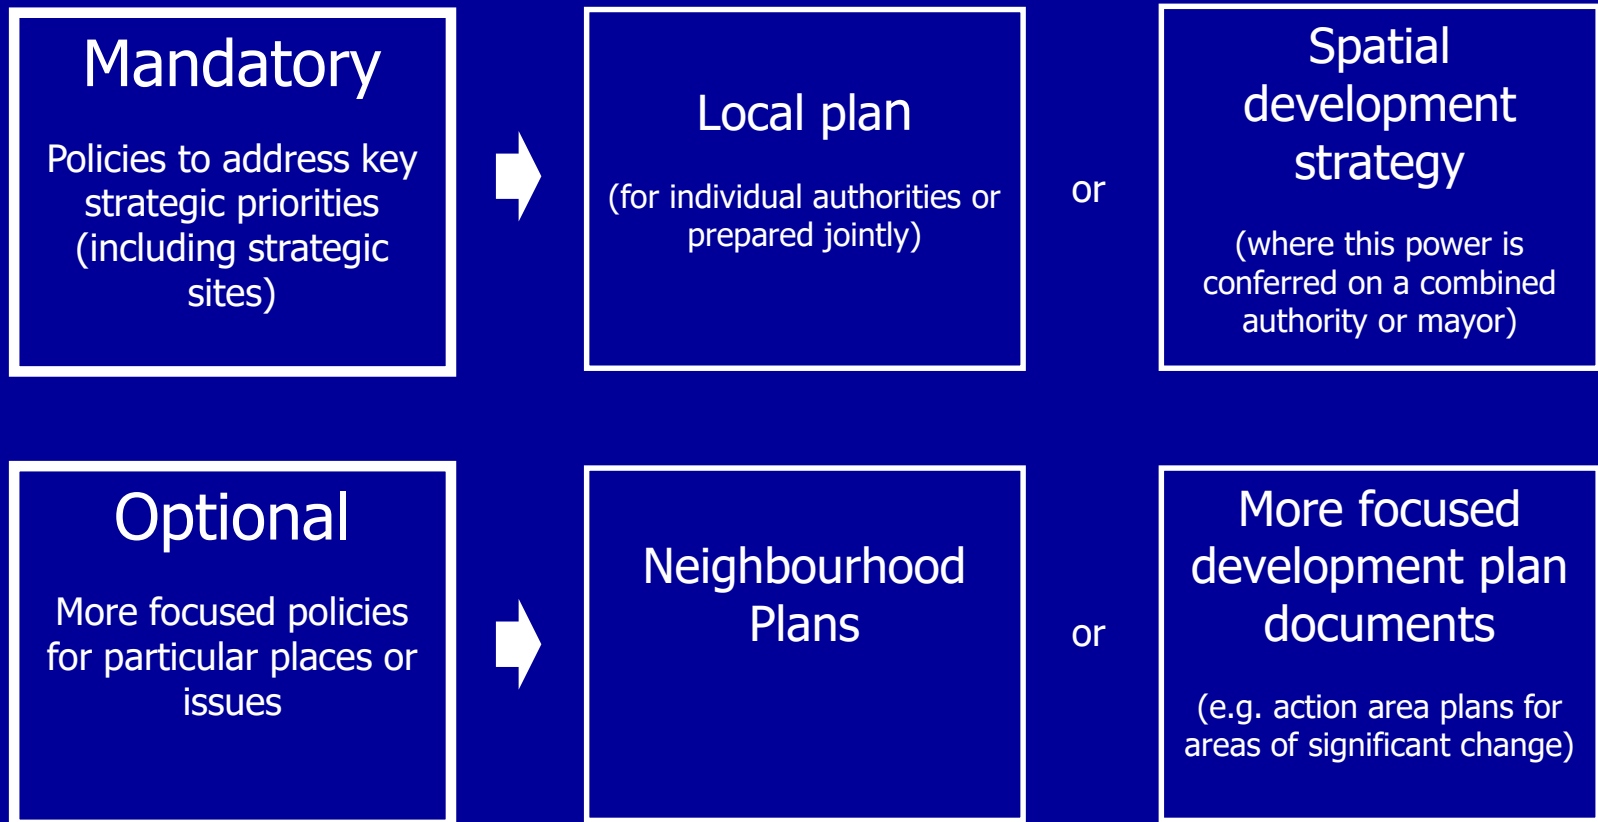 Mandatory
Policies to address key
strategic priorities
(including strategic
sites)
Local plan
(for individual authorities or
prepared jointly)
or
Spatial
development
strategy
(where this power is
conferred on a combined
authority or mayor)
Optional
More focused policies
for particular places or
issues
Neighbourhood
Plans
or
More focused
development plan
documents
(e.g. action area plans for
areas of significant change)